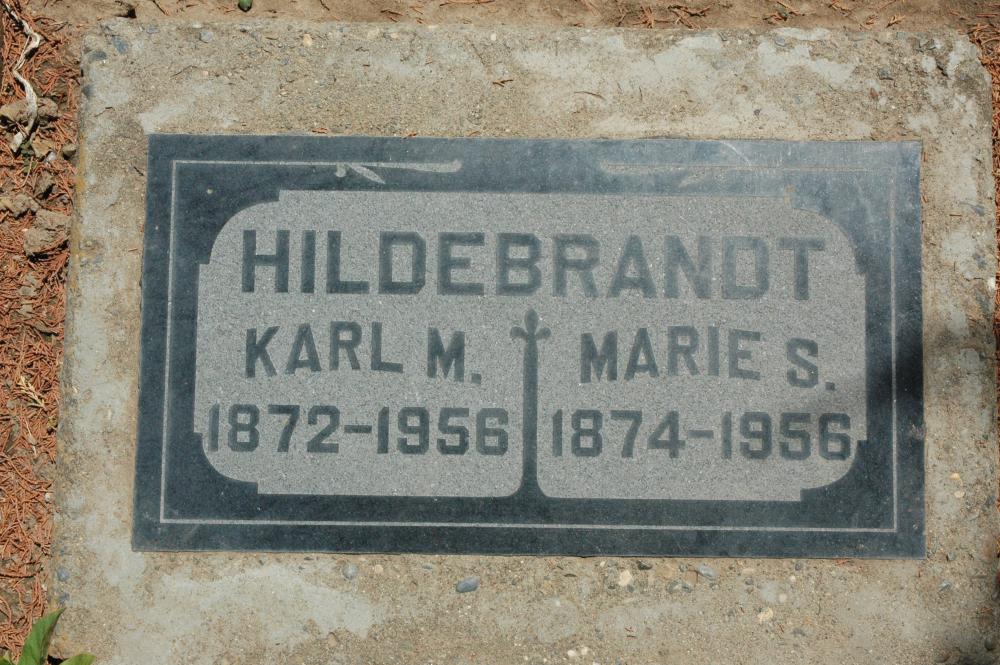 HILDEBRANDT
KARL M. MARIE S.
1872-1956 1874-1956